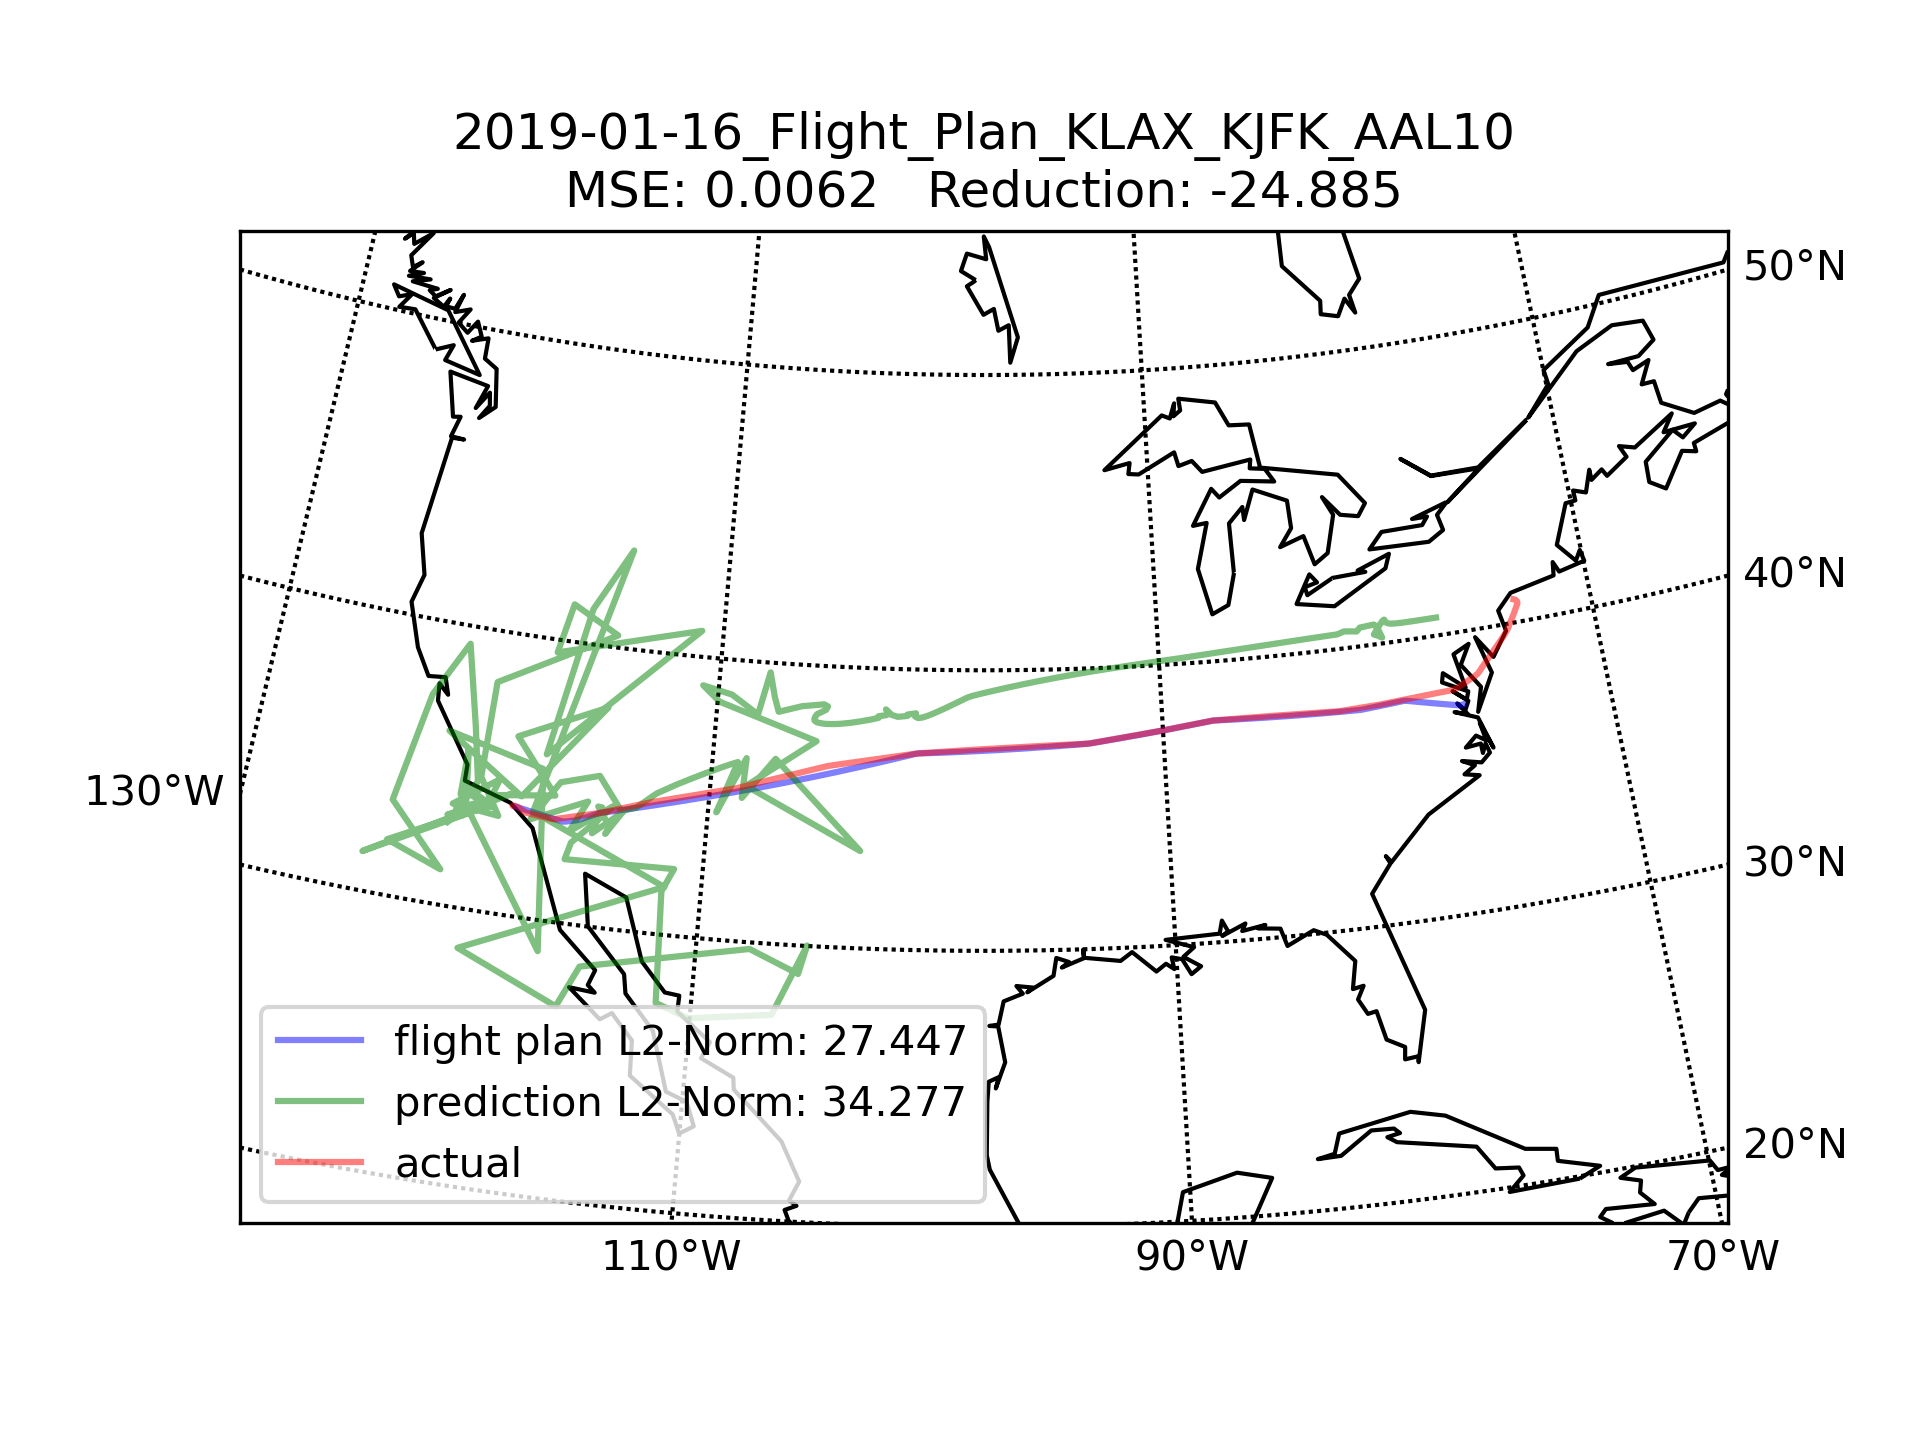 2019-01-16_Flight_Plan_KLAX_KJFK_AAL10
MSE: 0.0062   Reduction: -24.885
50°N
40°N
130°W
30°N
20°N
flight plan L2-Norm: 27.447
prediction L2-Norm: 34.277
actual
110°W
90°W
70°W